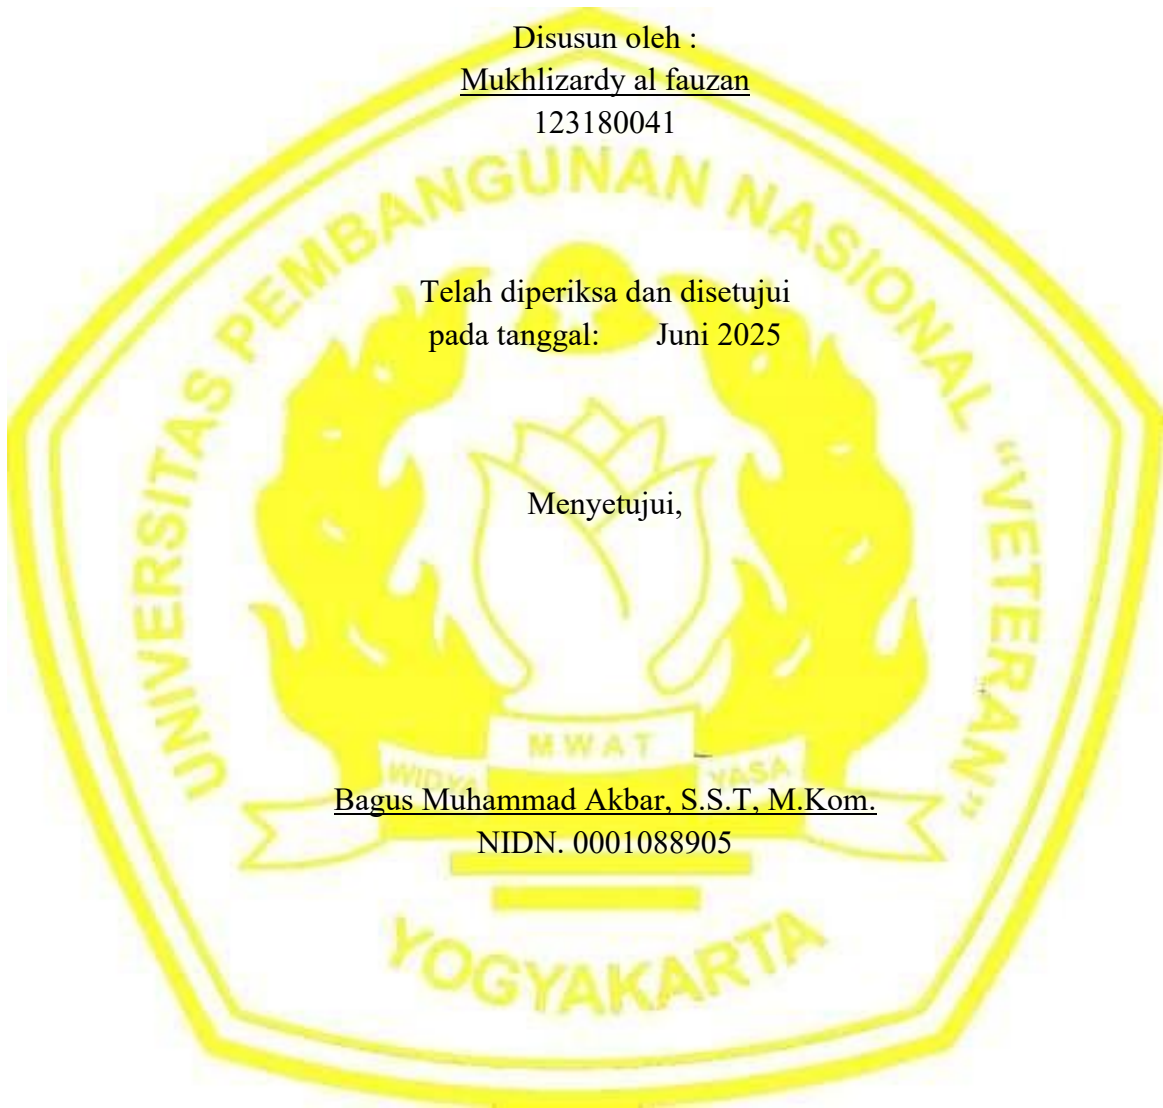 Disusun oleh :
Mukhlizardy al fauzan
123180041
UNIVERSITAS PEMBANGUNAN NASIONAL “VETERAN”
Telah diperiksa dan disetujui
pada tanggal: Juni 2025
Menyetujui,
WIDYA MWAT YASA
Bagus Muhammad Akbar, S.S.T, M.Kom.
NIDN. 0001088905
YOGYAKARTA